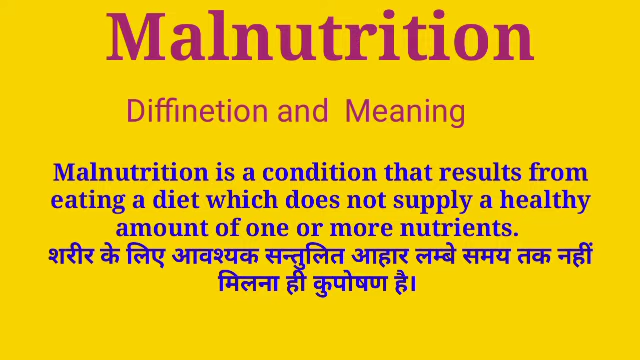 Malnutrition
Diffinetion and Meaning
Malnutrition is a condition that results from
eating a diet which does not supply a healthy
amount of one or more nutrients.
शरीर के लिए आवश्यक सन्तुलित आहार लम्बे समय तक नहीं
मिलना ही कुपोषण है।